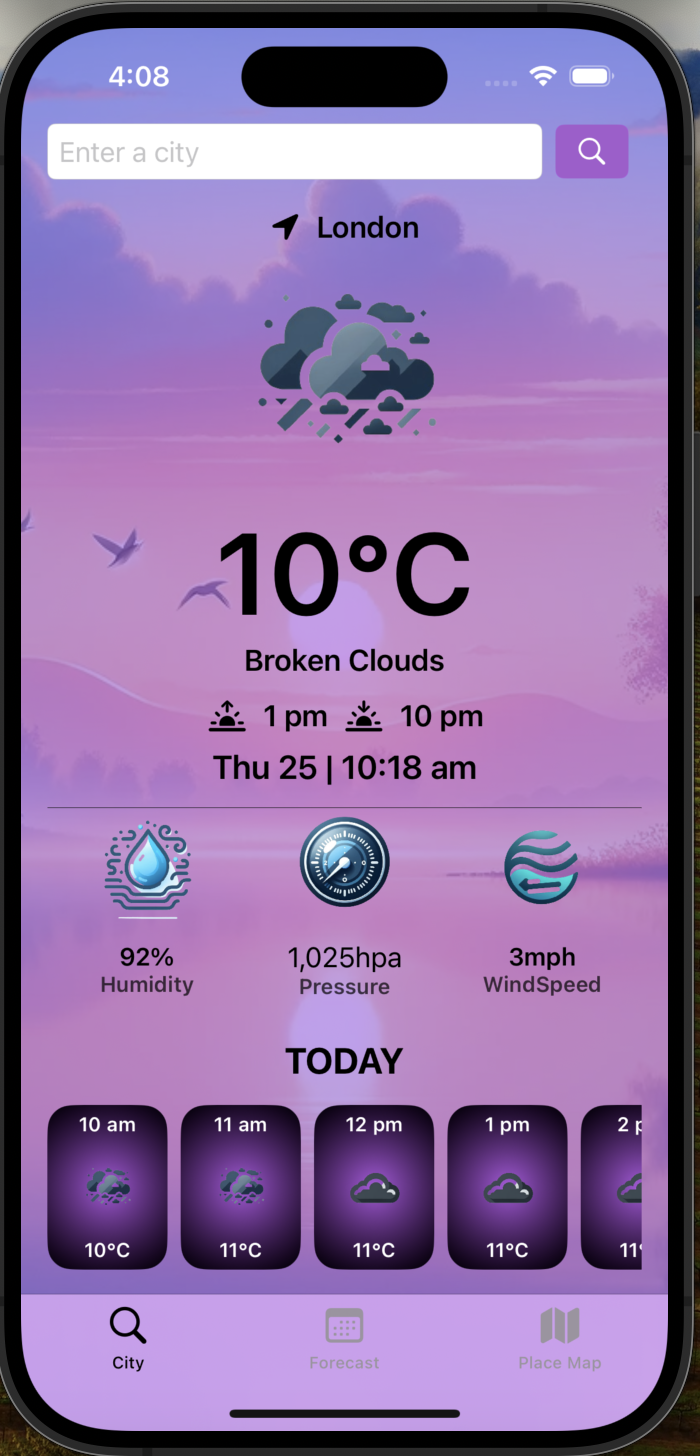 4:08
Enter a city
London
10°C
Broken Clouds
1 pm 10 pm
Thu 25 | 10:18 am
92% 1,025hpa 3mph
Humidity Pressure WindSpeed
TODAY
10 am 11 am 12 pm 1 pm 2 p
10°C 11°C 11°C 11°C 11°
City Forecast Place Map